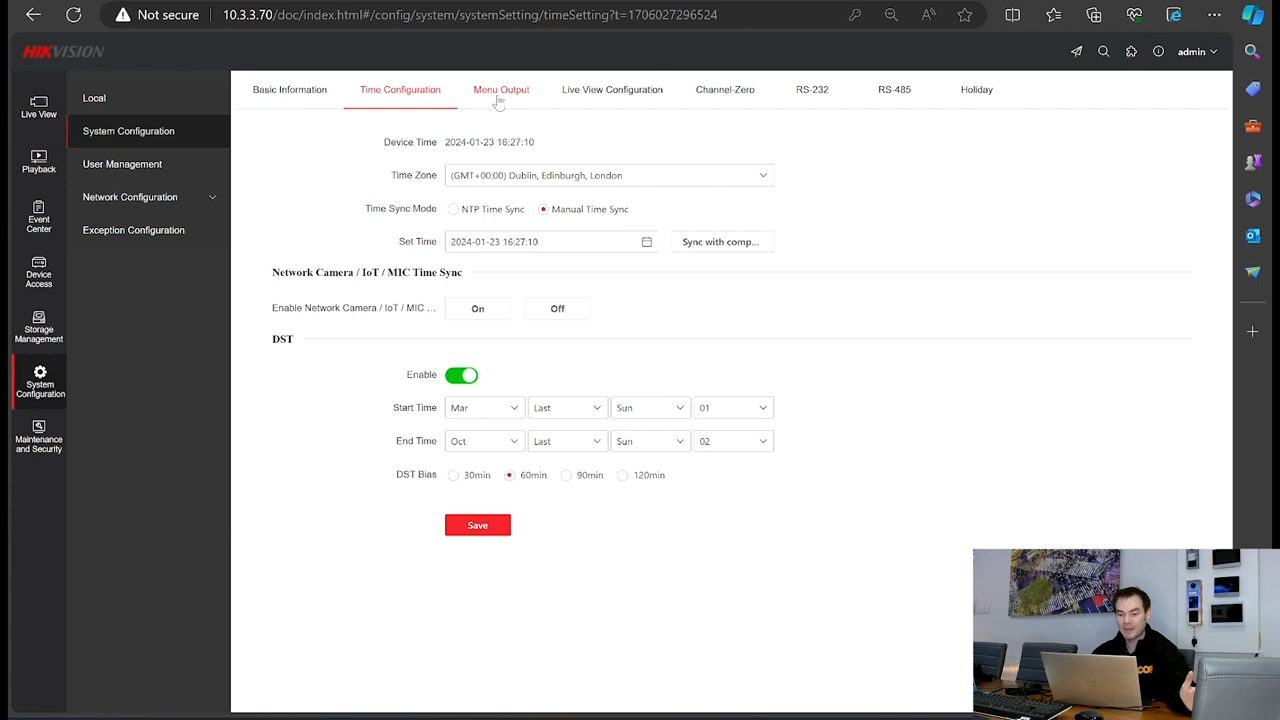 Not secure
10.3.3.70/doc/index.html#/config/system/systemSetting/timeSetting?t=1706027296524
HIKVISION
admin
Live View
Playback
Event Center
Device Access
Storage Management
System Configuration
Maintenance and Security
Local
System Configuration
User Management
Network Configuration
Exception Configuration
Basic Information
Time Configuration
Menu Output
Live View Configuration
Channel-Zero
RS-232
RS-485
Holiday
Device Time 2024-01-23 16:27:10
Time Zone (GMT+00:00) Dublin, Edinburgh, London
Time Sync Mode NTP Time Sync Manual Time Sync
Set Time 2024-01-23 16:27:10 Sync with comp...
Network Camera / IoT / MIC Time Sync
Enable Network Camera / IoT / MIC ... On Off
DST
Enable
Start Time Mar Last Sun 01
End Time Oct Last Sun 02
DST Bias 30min 60min 90min 120min
Save